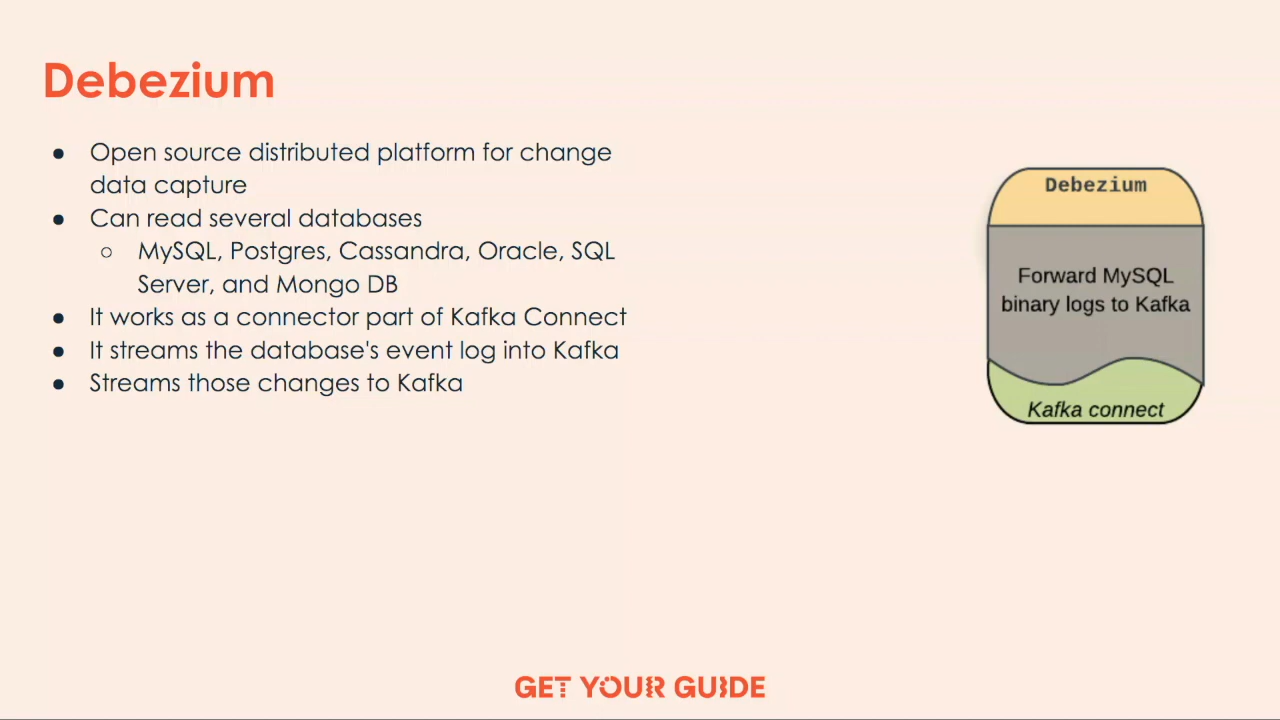 Debezium
● Open source distributed platform for change
data capture
● Can read several databases
○ MySQL, Postgres, Cassandra, Oracle, SQL
Server, and Mongo DB
● It works as a connector part of Kafka Connect
● It streams the database's event log into Kafka
● Streams those changes to Kafka
Debezium
Forward MySQL
binary logs to Kafka
Kafka connect
GET YOUR GUIDE